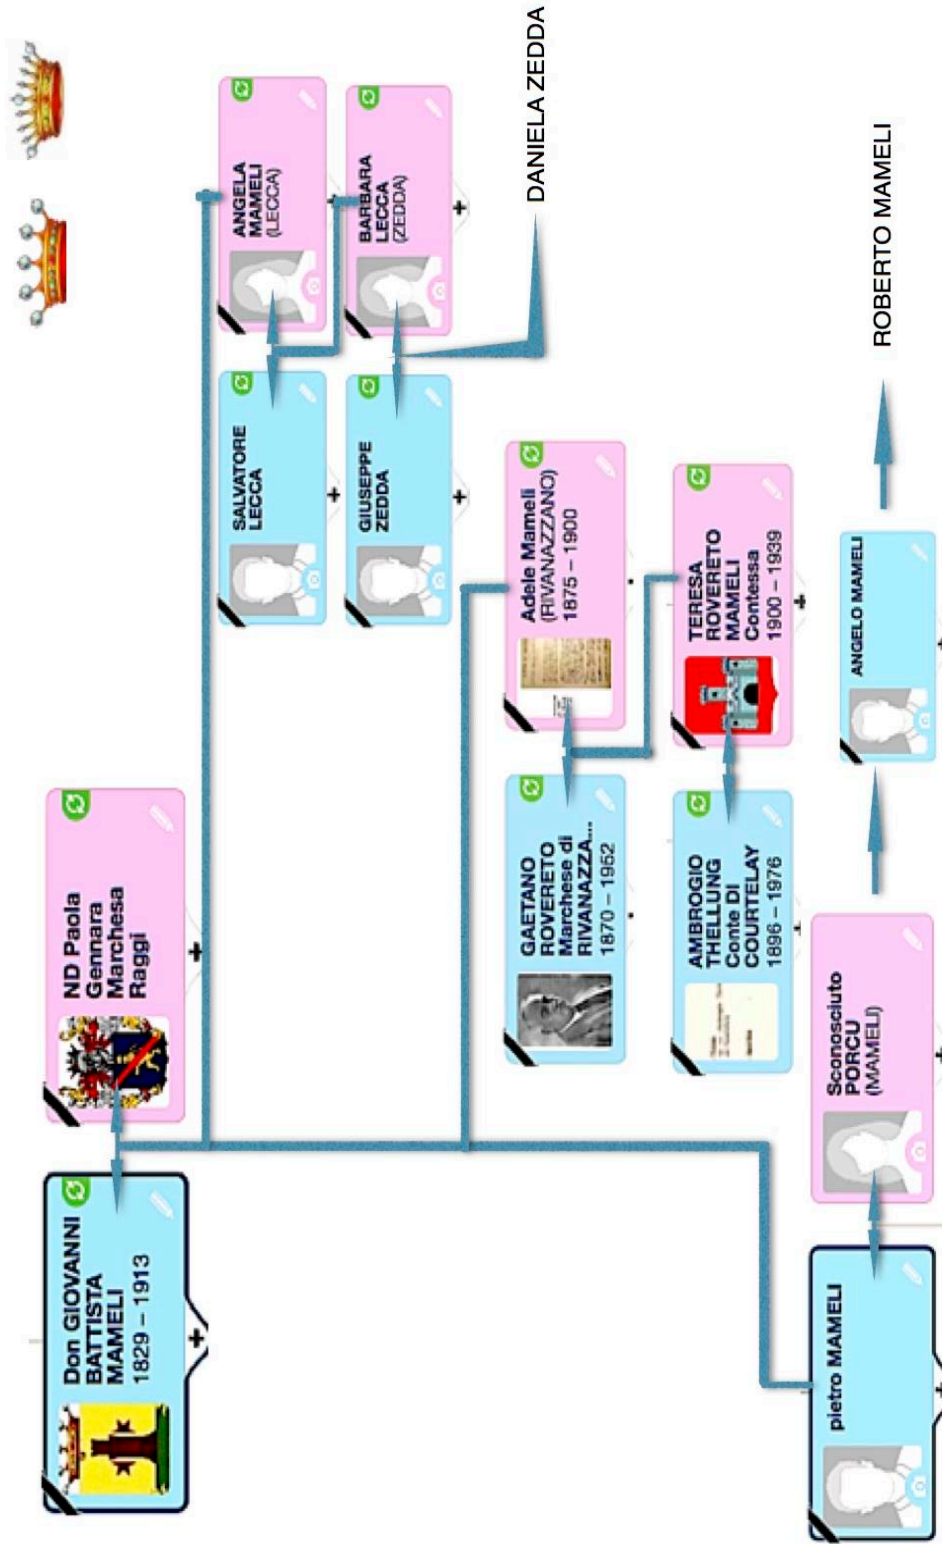 Don GIOVANNI
BATTISTA
MAMELI
1829 – 1913
ND Paola
Gennara
Marchesa
Raggi
SALVATORE
LECCA
ANGELA
MAMELI
(LECCA)
GIUSEPPE
ZEDDA
BARBARA
LECCA
(ZEDDA)
DANIELA ZEDDA
GAETANO
ROVERETO
Marchese di
RIVANAZZA...
1870 – 1952
Adele Mameli
(RIVANAZZANO)
1875 – 1900
AMBROGIO
THELLUNG
Conte DI
COURTELAY
1896 – 1976
TERESA
ROVERETO
MAMELI
Contessa
1900 – 1939
pietro MAMELI
Sconosciuto
PORCU
(MAMELI)
ANGELO MAMELI
ROBERTO MAMELI